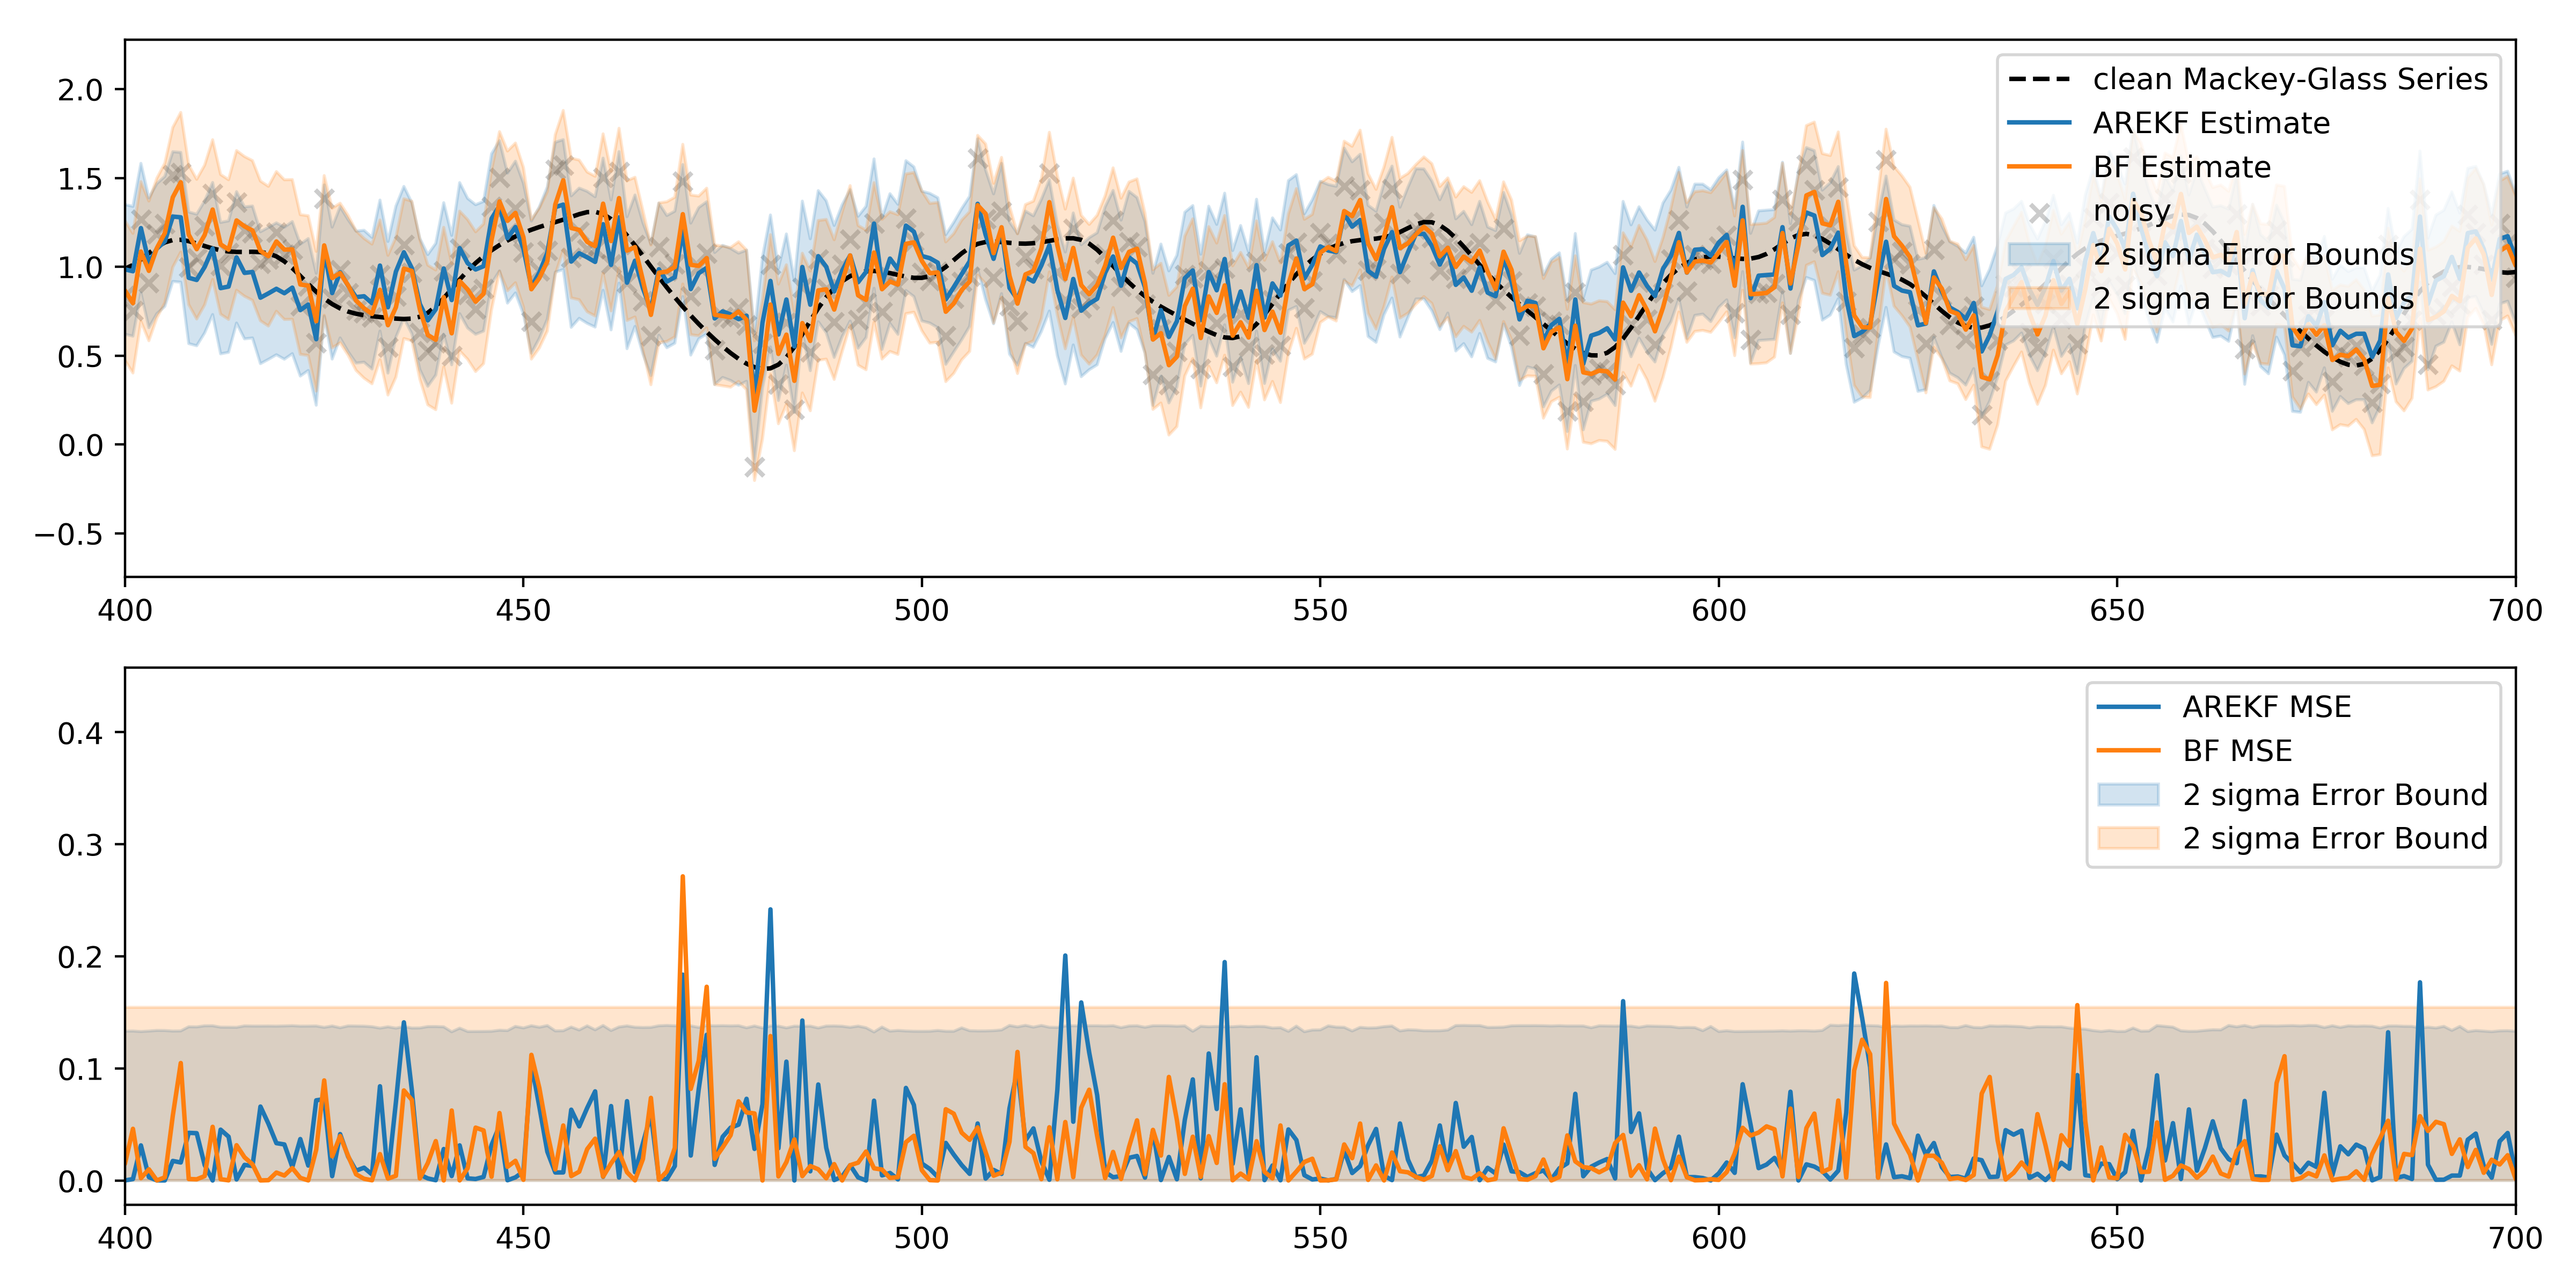 2.0
1.5
1.0
0.5
0.0
−0.5
clean Mackey-Glass Series
AREKF Estimate
BF Estimate
noisy
2 sigma Error Bounds
2 sigma Error Bounds
400 450 500 550 600 650 700
0.4
0.3
0.2
0.1
0.0
AREKF MSE
BF MSE
2 sigma Error Bound
2 sigma Error Bound
400 450 500 550 600 650 700